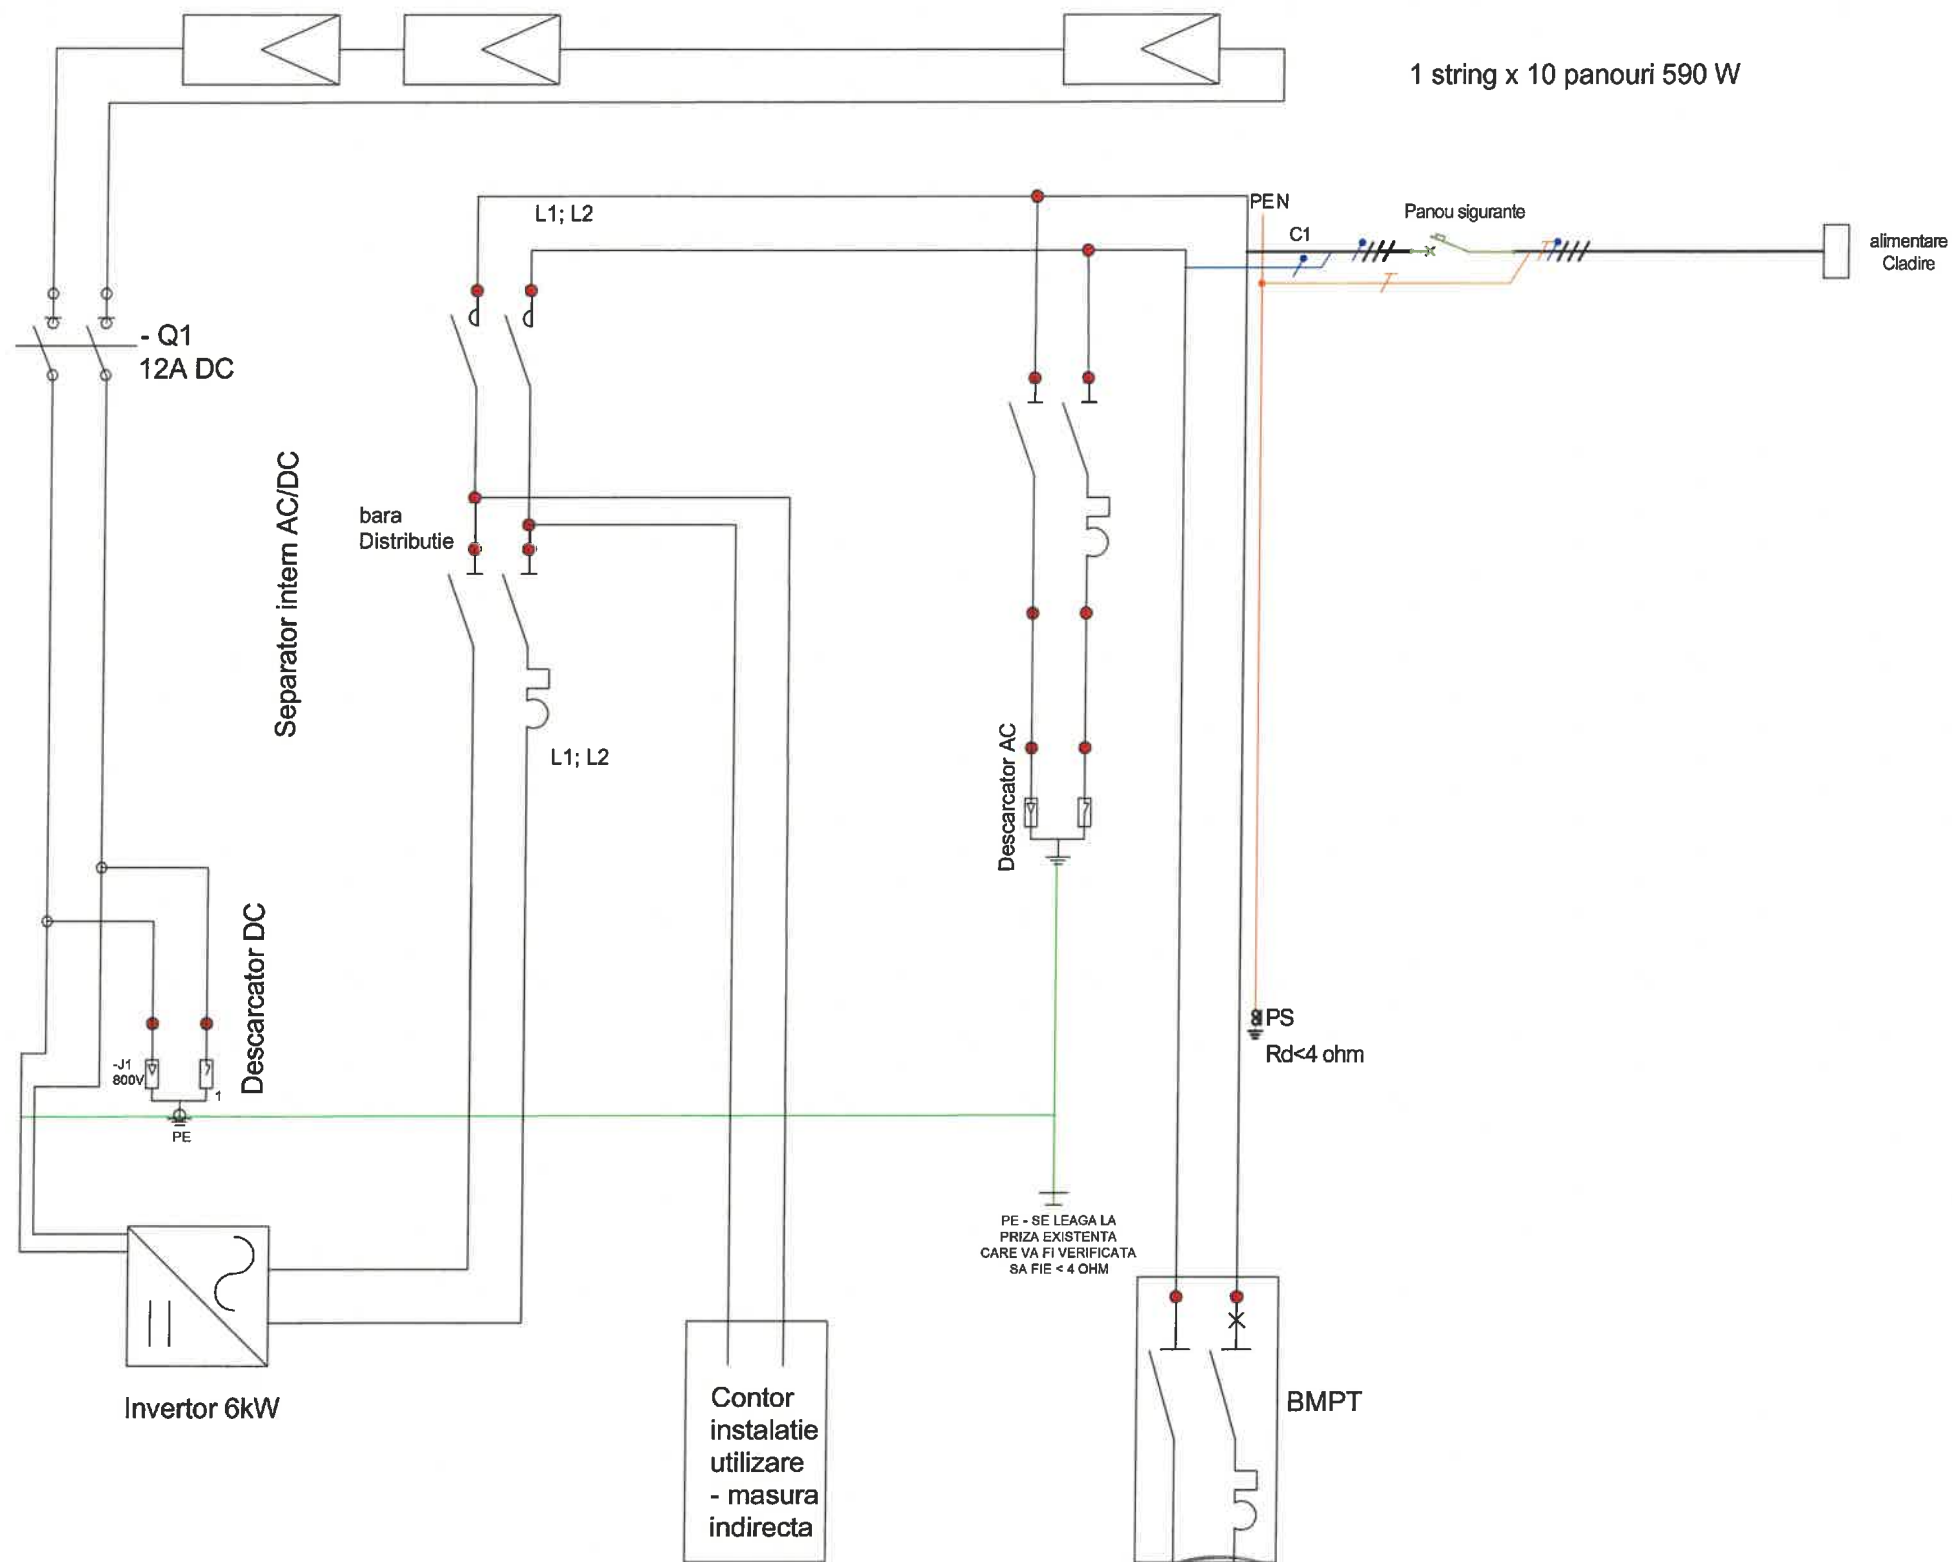 1 string x 10 panouri 590 W
L1; L2
PEN
Panou sigurante
C1
alimentare
Cladire
- Q1
12A DC
Separator intern AC/DC
bara
Distributie
L1; L2
Descarcator AC
Descarcator DC
-J1
800V
1
PE
PS
Rd<4 ohm
PE - SE LEAGA LA
PRIZA EXISTENTA
CARE VA FI VERIFICATA
SA FIE < 4 OHM
Invertor 6kW
Contor
instalatie
utilizare
- masura
indirecta
BMPT